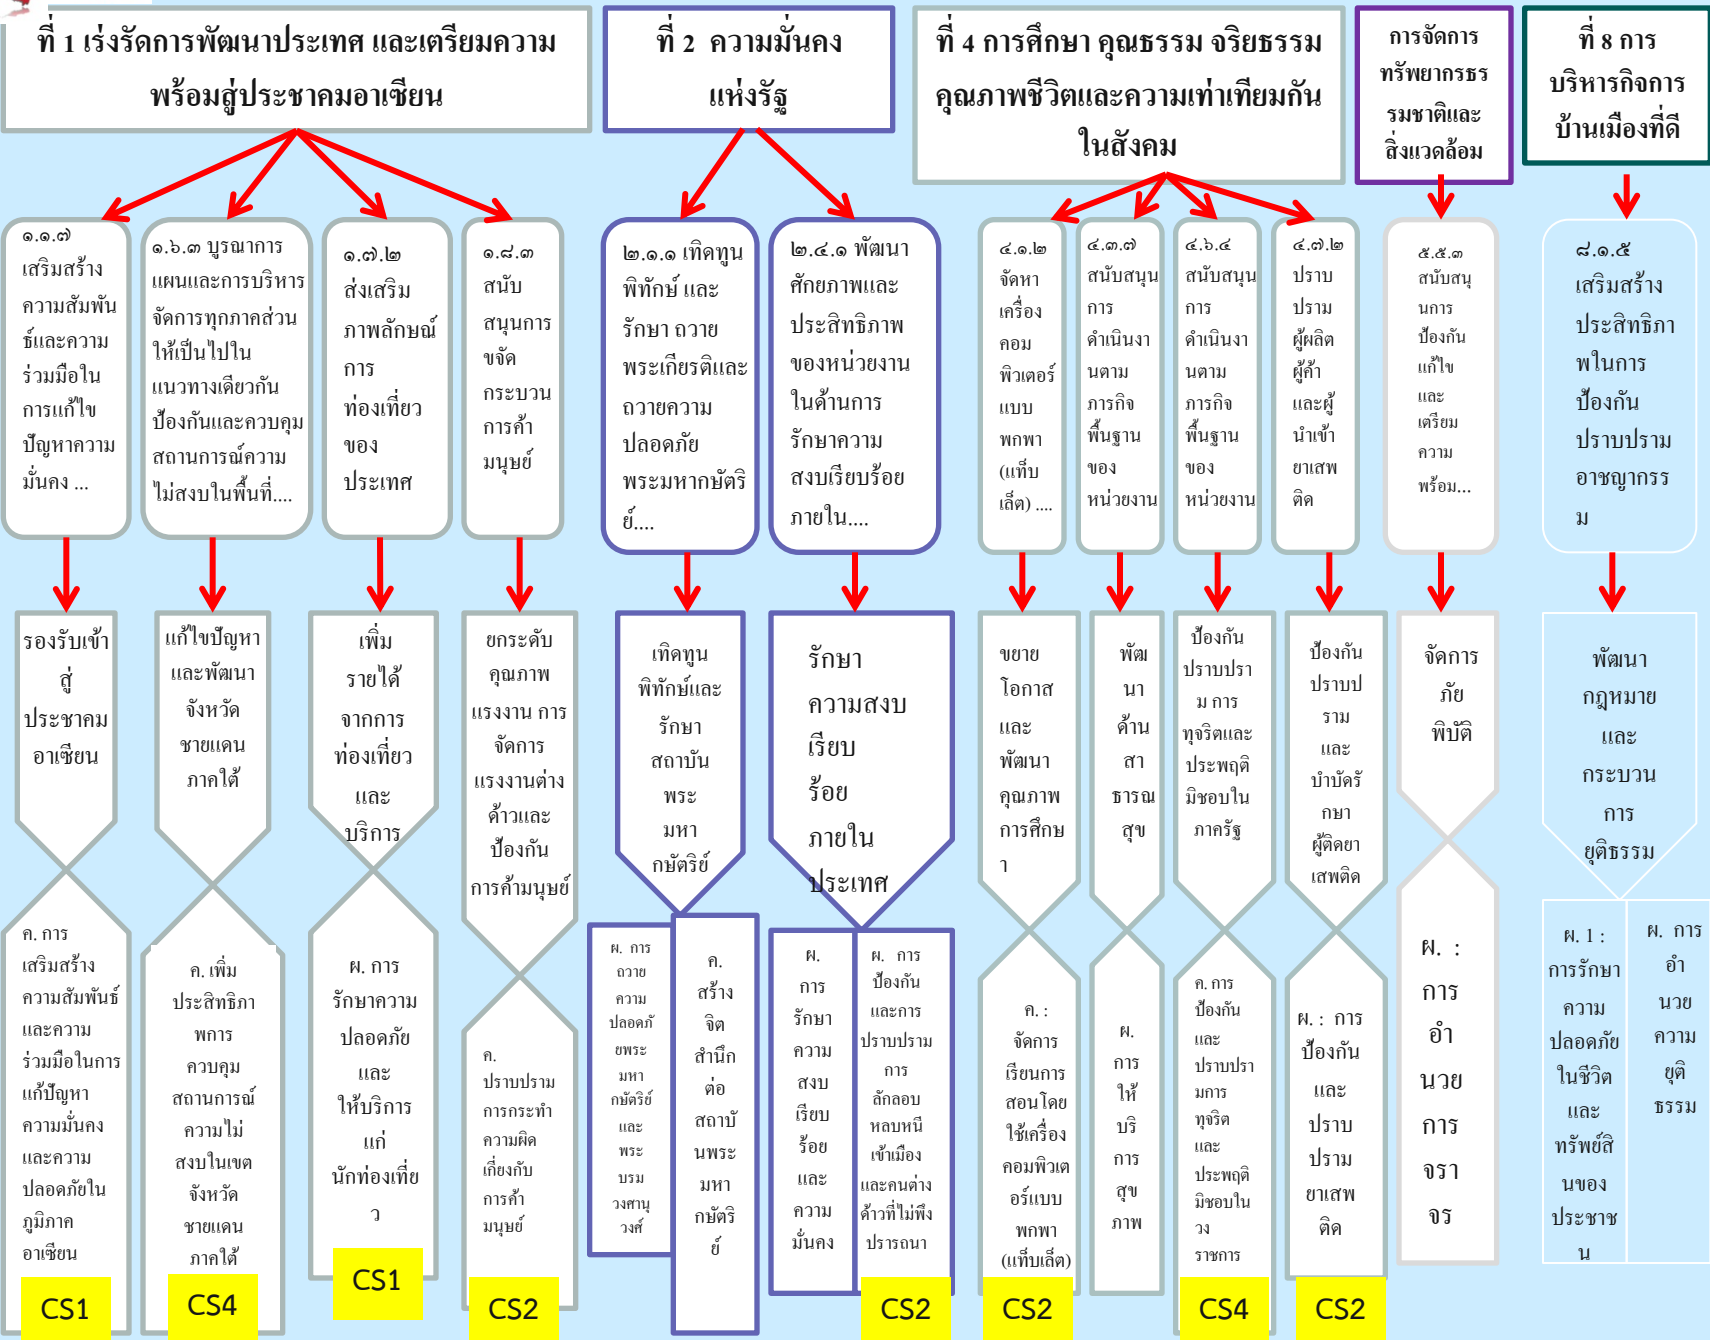 ที่ 1 เร่งรัดการพัฒนาประเทศ และเตรียมความ
พร้อมสู่ประชาคมอาเซียน
ที่ 2  ความมั่นคง
แห่งรัฐ
ที่ 4 การศึกษา คุณธรรม จริยธรรม
คุณภาพชีวิตและความเท่าเทียมกัน
ในสังคม
การจัดการ
ทรัพยากรธร
รมชาติและ
สิ่งแวดล้อม
ที่ 8 การ
บริหารกิจการ
บ้านเมืองที่ดี
๑.๑.๗
เสริมสร้าง
ความสัมพัน
ธ์และความ
ร่วมมือใน
การแก้ไข
ปัญหาความ
มั่นคง ...
๑.๖.๓ บูรณาการ
แผนและการบริหาร
จัดการทุกภาคส่วน
ให้เป็นไปใน
แนวทางเดียวกัน
ป้องกันและควบคุม
สถานการณ์ความ
ไม่สงบในพื้นที่....
๑.๗.๒
ส่งเสริม
ภาพลักษณ์
การ
ท่องเที่ยว
ของ
ประเทศ
๑.๘.๓
สนับ
สนุนการ
ขจัด
กระบวน
การค้า
มนุษย์
๒.๑.๑ เทิดทูน
พิทักษ์ และ
รักษา ถวาย
พระเกียรติและ
ถวายความ
ปลอดภัย
พระมหากษัตริ
ย์....
๒.๔.๑ พัฒนา
ศักยภาพและ
ประสิทธิภาพ
ของหน่วยงาน
ในด้านการ
รักษาความ
สงบเรียบร้อย
ภายใน....
๔.๑.๒
จัดหา
เครื่อง
คอม
พิวเตอร์
แบบ
พกพา
(แท็บ
เล็ต) ....
๔.๓.๗
สนับสนุน
การ
ดำเนินงา
นตาม
ภารกิจ
พื้นฐาน
ของ
หน่วยงาน
๔.๖.๔
สนับสนุน
การ
ดำเนินงา
นตาม
ภารกิจ
พื้นฐาน
ของ
หน่วยงาน
๔.๗.๒
ปราบ
ปราม
ผู้ผลิต
ผู้ค้า
และผู้
นำเข้า
ยาเสพ
ติด
๕.๕.๓
สนับสนุ
นการ
ป้องกัน
แก้ไข
และ
เตรียม
ความ
พร้อม...
๘.๑.๕
เสริมสร้าง
ประสิทธิภา
พในการ
ป้องกัน
ปราบปราม
อาชญากรร
ม
รองรับเข้า
สู่
ประชาคม
อาเซียน
แก้ไขปัญหา
และพัฒนา
จังหวัด
ชายแดน
ภาคใต้
เพิ่ม
รายได้
จากการ
ท่องเที่ยว
และ
บริการ
ยกระดับ
คุณภาพ
แรงงาน การ
จัดการ
แรงงานต่าง
ด้าวและ
ป้องกัน
การค้ามนุษย์
เทิดทูน
พิทักษ์และ
รักษา
สถาบัน
พระ
มหา
กษัตริย์
รักษา
ความสงบ
เรียบ
ร้อย
ภายใน
ประเทศ
ขยาย
โอกาส
และ
พัฒนา
คุณภาพ
การศึกษ
า
พัฒ
นา
ด้าน
สา
ธารณ
สุข
ป้องกัน
ปราบปรา
ม การ
ทุจริตและ
ประพฤติ
มิชอบใน
ภาครัฐ
ป้องกัน
ปราบป
ราม
และ
บำบัดรั
กษา
ผู้ติดยา
เสพติด
จัดการ
ภัย
พิบัติ
พัฒนา
กฎหมาย
และ
กระบวน
การ
ยุติธรรม
ค. การ
เสริมสร้าง
ความสัมพันธ์
และความ
ร่วมมือในการ
แก้ปัญหา
ความมั่นคง
และความ
ปลอดภัยใน
ภูมิภาค
อาเซียน
CS1
ค. เพิ่ม
ประสิทธิภา
พการ
ควบคุม
สถานการณ์
ความไม่
สงบในเขต
จังหวัด
ชายแดน
ภาคใต้
CS4
ผ. การ
รักษาความ
ปลอดภัย
และ
ให้บริการ
แก่
นักท่องเที่ย
ว
CS1
ค.
ปราบปราม
การกระทำ
ความผิด
เกี่ยงกับ
การค้า
มนุษย์
CS2
ผ.  การ
ถวาย
ความ
ปลอดภั
ยพระ
มหา
กษัตริย์
และ
พระ
บรม
วงศานุ
วงศ์
ค.
สร้าง
จิต
สำนึก
ต่อ
สถาบั
นพระ
มหา
กษัตริ
ย์
ผ.
การ
รักษา
ความ
สงบ
เรียบ
ร้อย
และ
ความ
มั่นคง
ผ.  การ
ป้องกัน
และการ
ปราบปราม
การ
ลักลอบ
หลบหนี
เข้าเมือง
และคนต่าง
ด้าวที่ไม่พึง
ปรารถนา
CS2
ค. :
จัดการ
เรียนการ
สอนโดย
ใช้เครื่อง
คอมพิวเต
อร์แบบ
พกพา
(แท็บเล็ต)
CS2
ผ.
การ
ให้
บริ
การ
สุข
ภาพ
ค. การ
ป้องกัน
และ
ปราบปรา
มการ
ทุจริต
และ
ประพฤติ
มิชอบใน
วง
ราชการ
CS4
ผ. :  การ
ป้องกัน
และ
ปราบ
ปราม
ยาเสพ
ติด
CS2
ผ. :
การ
อำ
นวย
การ
จรา
จร
ผ. 1 :
การรักษา
ความ
ปลอดภัย
ในชีวิต
และ
ทรัพย์สิ
นของ
ประชาช
น
ผ.  การ
อำ
นวย
ความ
ยุติ
ธรรม